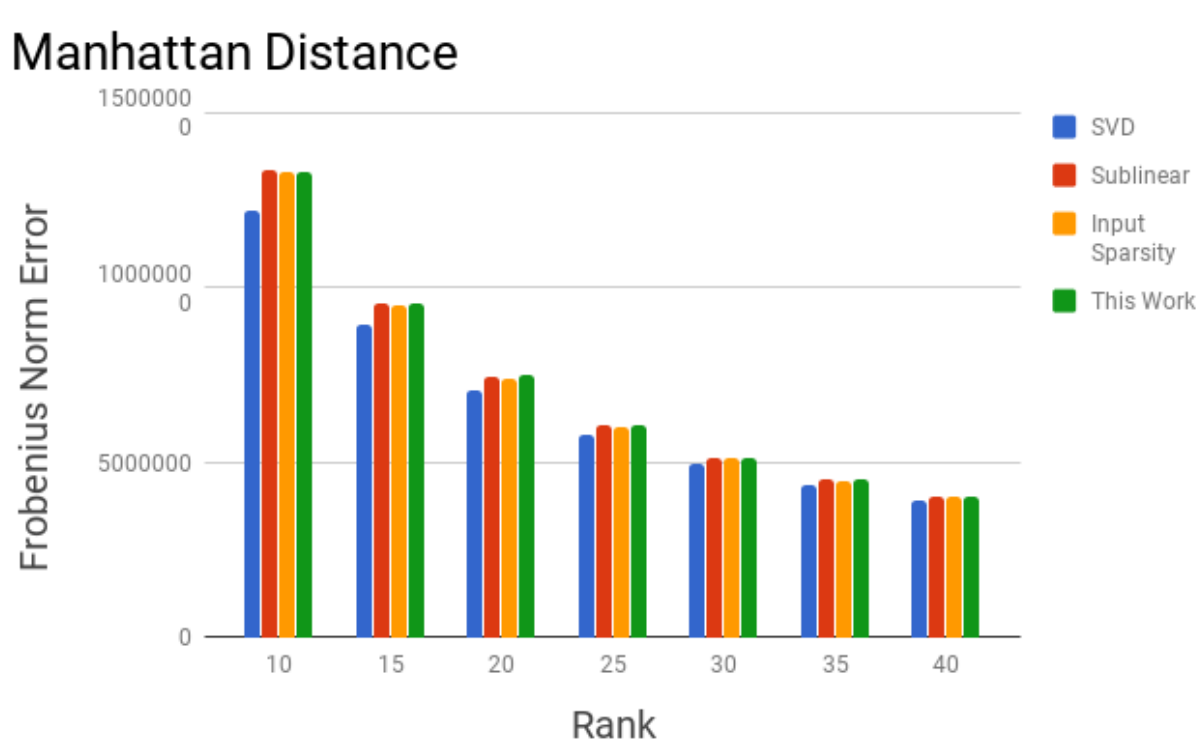 Manhattan Distance
1500000
0
1000000
0
5000000
0
Frobenius Norm Error
10 15 20 25 30 35 40
Rank
SVD
Sublinear
Input
Sparsity
This Work